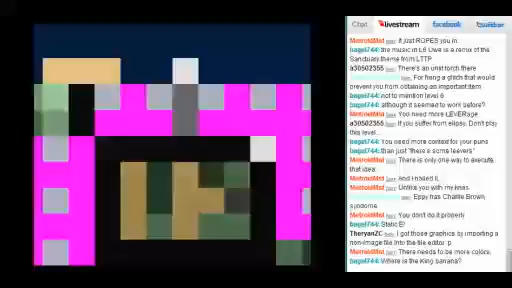 Chat livestream facebook twitter
MetroidMst: It just ROPES you in.
bagel744: the music in L6 Uwe is a remix of the
Sanctuary theme from LTTP
a30502355: There's an unlit torch there
For fixing a glitch that would
prevent you from obtaining an important item
bagel744: not to mention level 6
bagel744: although it seemed to work before?
MetroidMst: You need more LEVERage
a30502355: If you suffer from elipsy, Don't play
this level...
bagel744: You need more context for your puns
bagel744: than just "there's some leevers"
MetroidMst: There is only one way to execute
that idea
MetroidMst: And I nailed it.
MetroidMst: Unlike you with my knee.
Eppy has Charlie Brown
syndrome
MetroidMst: You don't do it properly
bagel744: Static E!
TheryanZC: I got those graphics by importing a
non-image file into the tile editor :p
MetroidMst: There needs to be more colors.
bagel744: Where is the King banana?